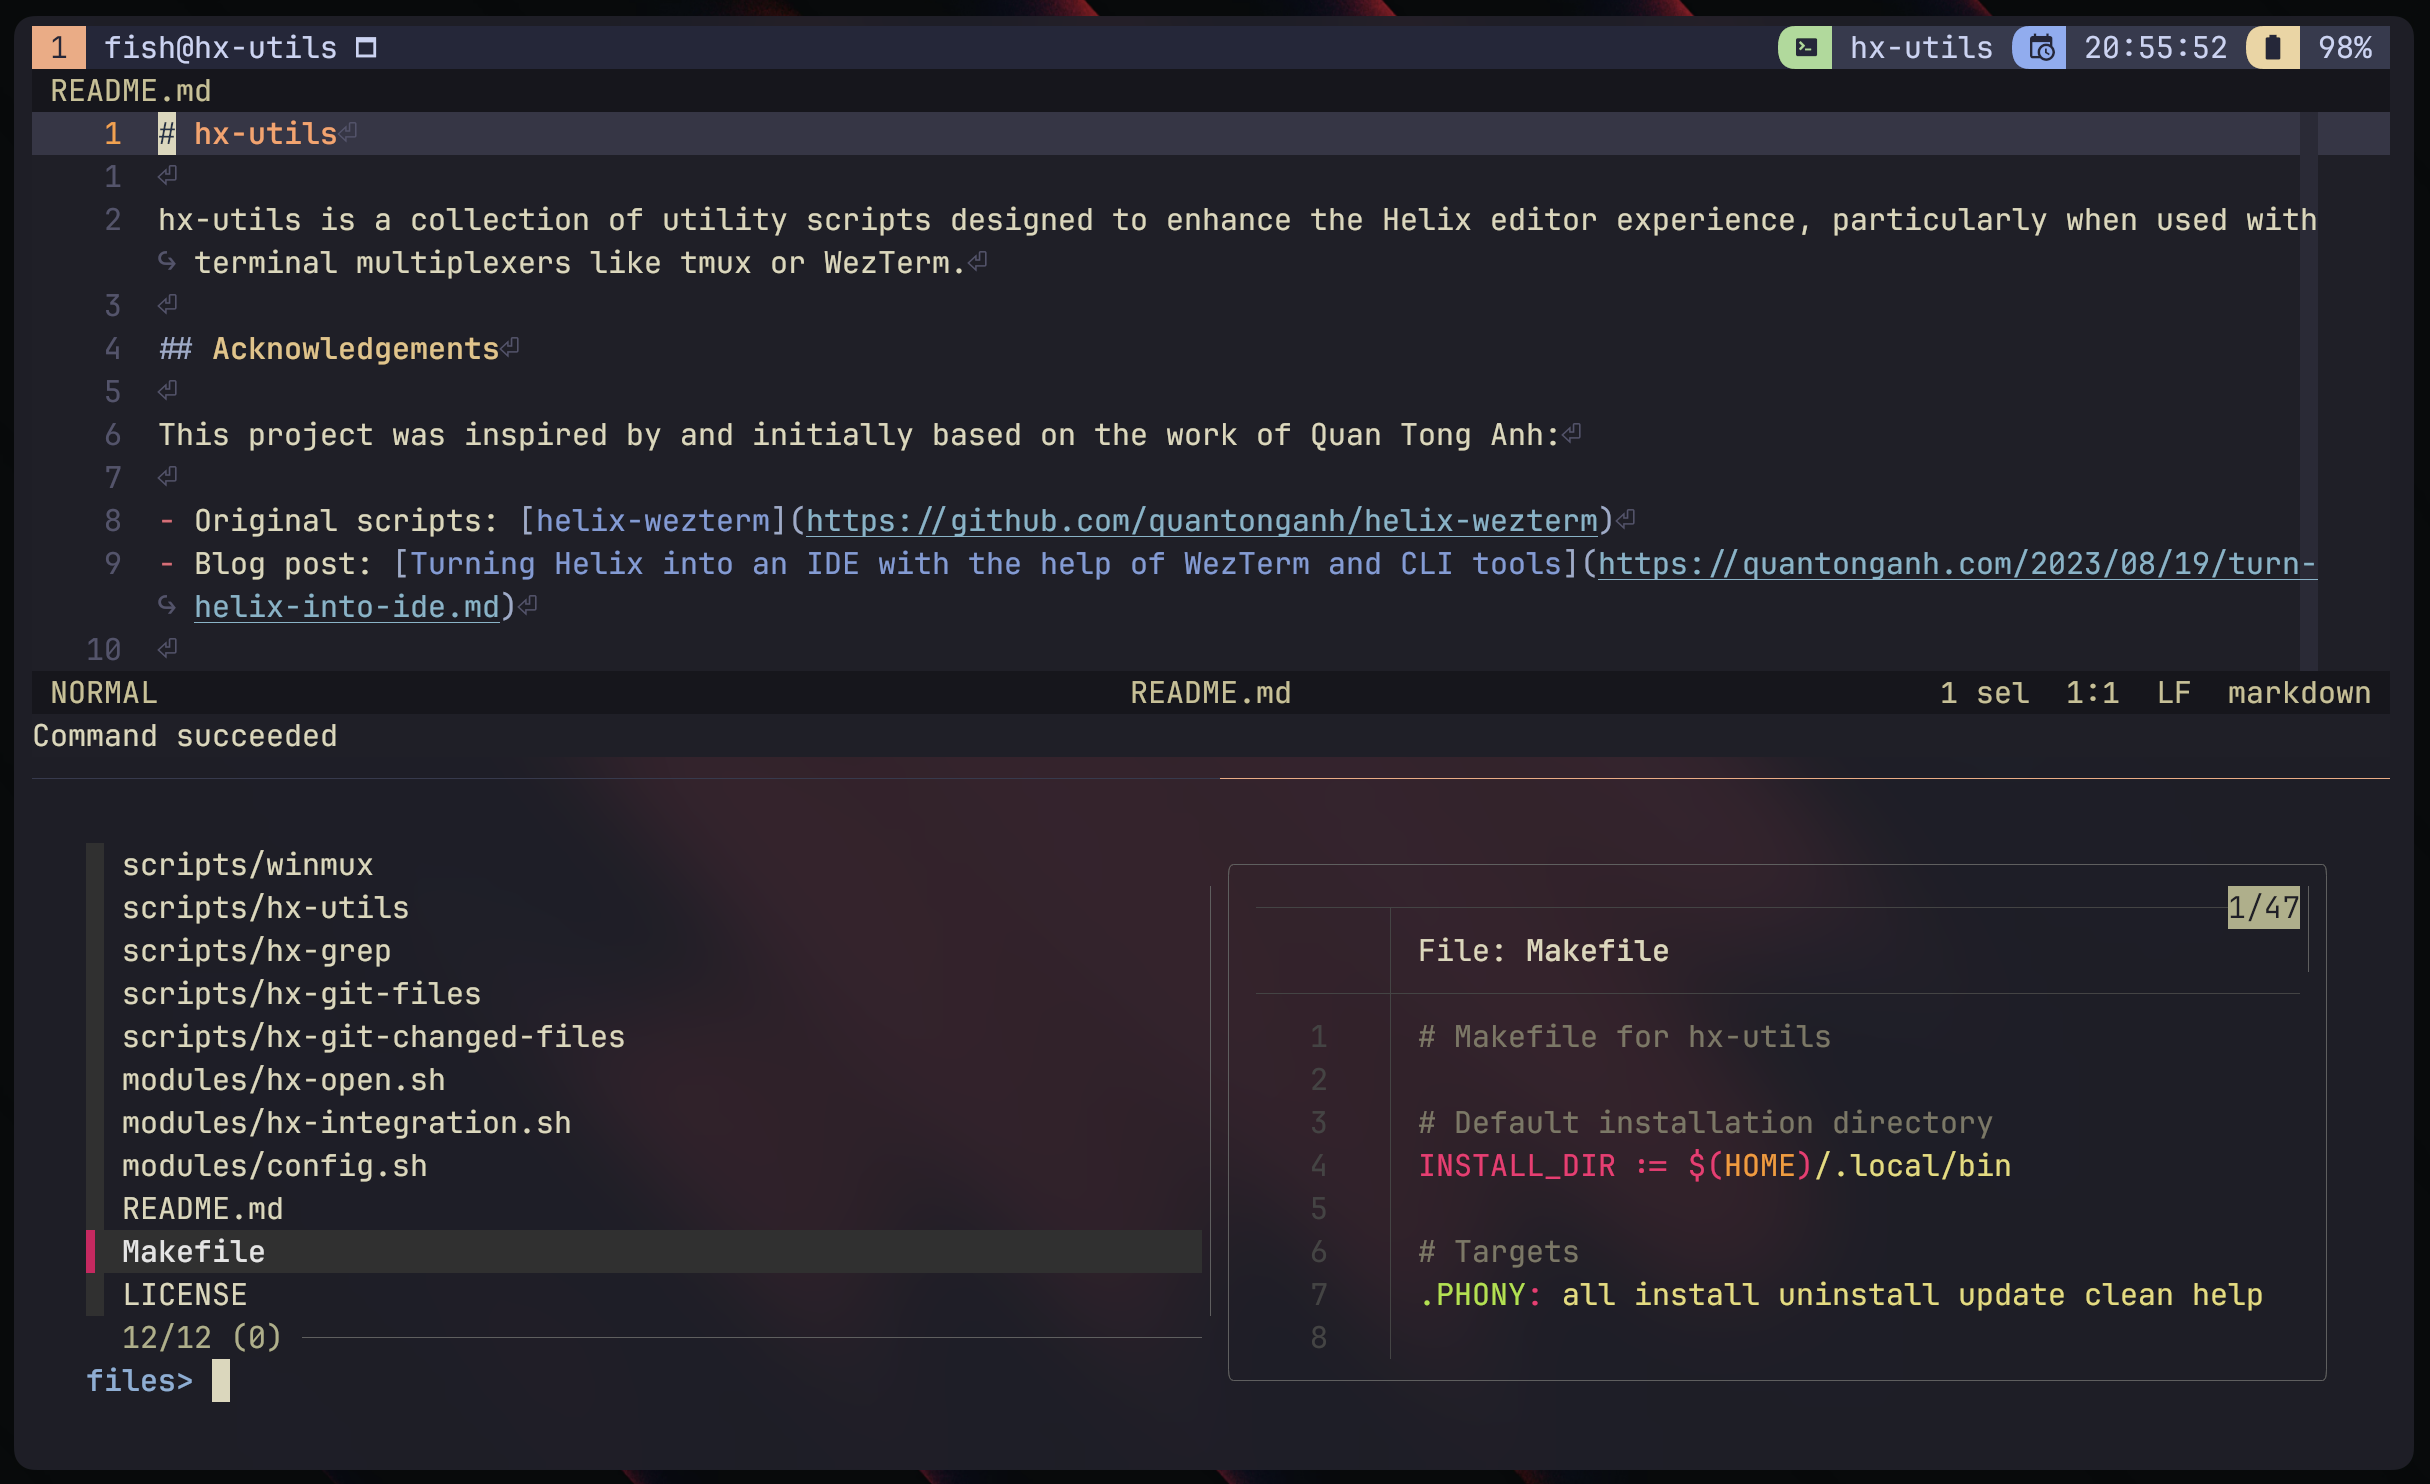 1 fish@hx-utils hx-utils 20:55:52 98%
README.md
1 # hx-utils⏎
1 ⏎
2 hx-utils is a collection of utility scripts designed to enhance the Helix editor experience, particularly when used with
↪ terminal multiplexers like tmux or WezTerm.⏎
3 ⏎
4 ## Acknowledgements⏎
5 ⏎
6 This project was inspired by and initially based on the work of Quan Tong Anh:⏎
7 ⏎
8 - Original scripts: [helix-wezterm](https://github.com/quantonganh/helix-wezterm)⏎
9 - Blog post: [Turning Helix into an IDE with the help of WezTerm and CLI tools](https://quantonganh.com/2023/08/19/turn-
↪ helix-into-ide.md)⏎
10 ⏎
NORMAL README.md 1 sel 1:1 LF markdown
Command succeeded
scripts/winmux
scripts/hx-utils
scripts/hx-grep
scripts/hx-git-files
scripts/hx-git-changed-files
modules/hx-open.sh
modules/hx-integration.sh
modules/config.sh
README.md
Makefile
LICENSE
12/12 (0)
files>
1/47
File: Makefile
1 # Makefile for hx-utils
2
3 # Default installation directory
4 INSTALL_DIR := $(HOME)/.local/bin
5
6 # Targets
7 .PHONY: all install uninstall update clean help
8